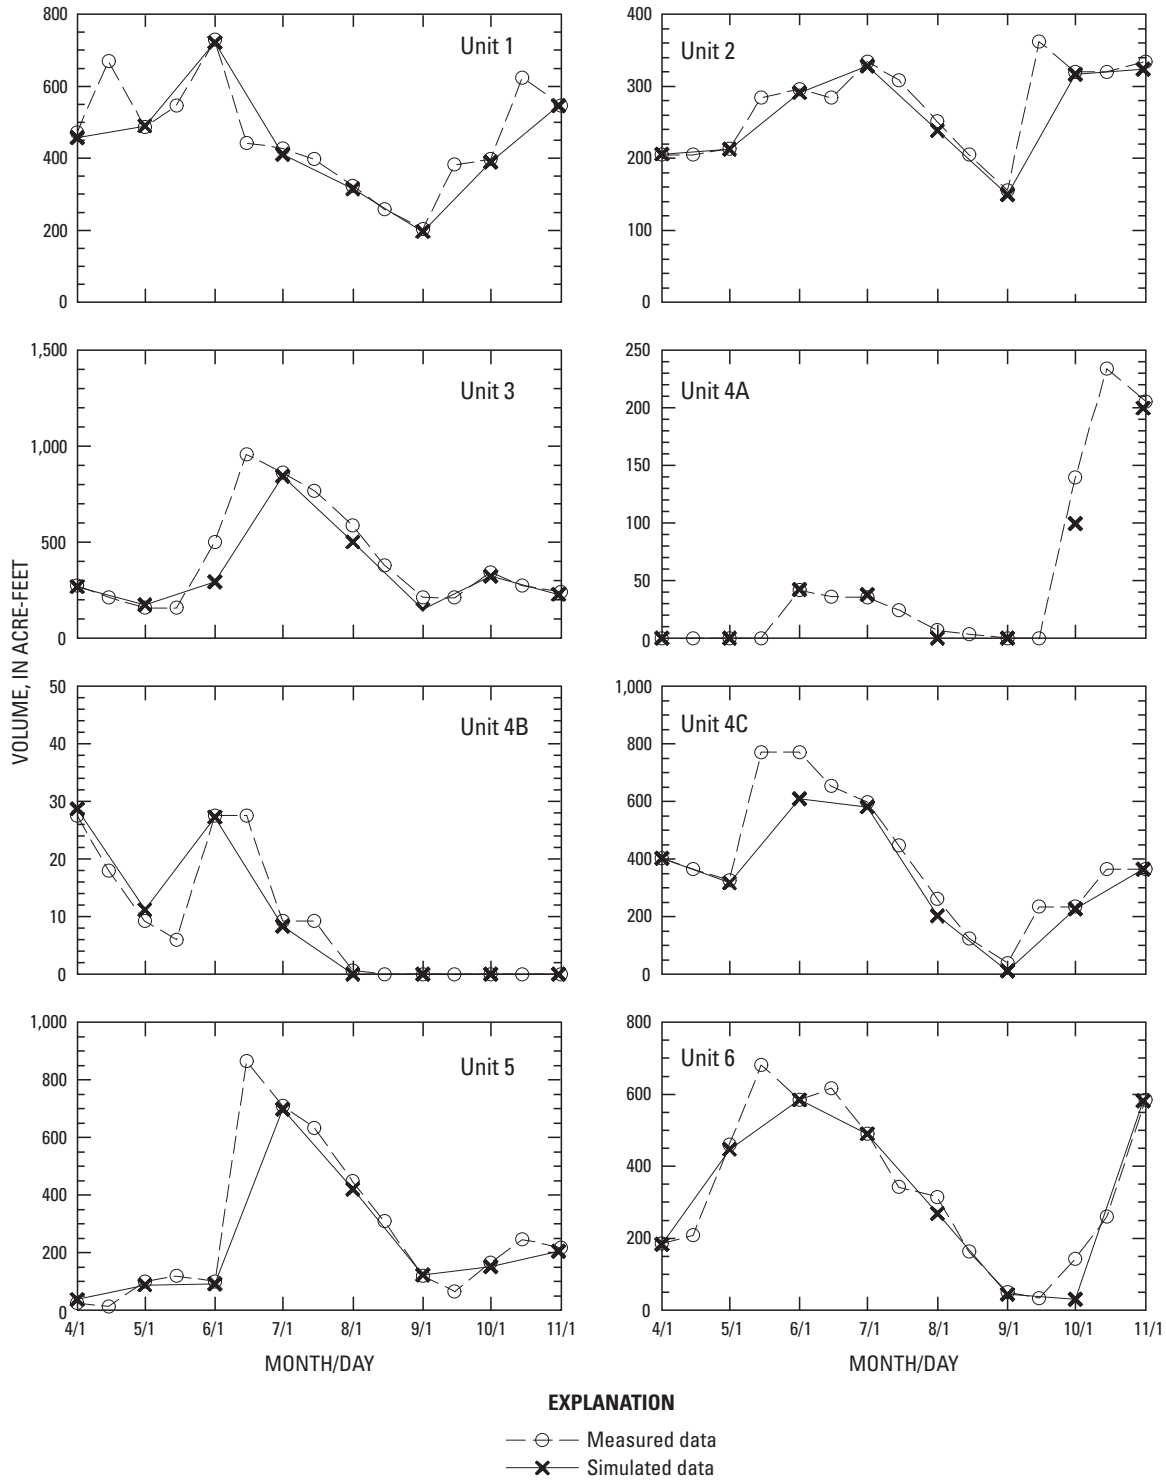 VOLUME, IN ACRE-FEET
800
600
400
200
0
Unit 1
400
300
200
100
0
Unit 2
1,500
1,000
500
0
Unit 3
250
200
150
100
50
0
Unit 4A
50
40
30
20
10
0
Unit 4B
1,000
800
600
400
200
0
Unit 4C
1,000
800
600
400
200
0
Unit 5
4/1 5/1 6/1 7/1 8/1 9/1 10/1 11/1
MONTH/DAY
800
600
400
200
0
Unit 6
4/1 5/1 6/1 7/1 8/1 9/1 10/1 11/1
MONTH/DAY
EXPLANATION
Measured data
Simulated data